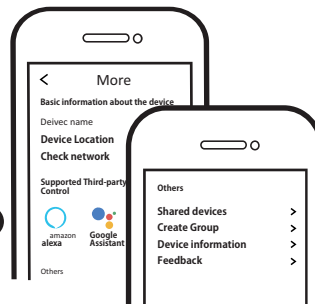 More
Basic information about the device
Deivec name
Device Location
Check network
Supported Third-party
Control
amazon
alexa
Google
Assistant
Others
Others
Shared devices
Create Group
Device information
Feedback